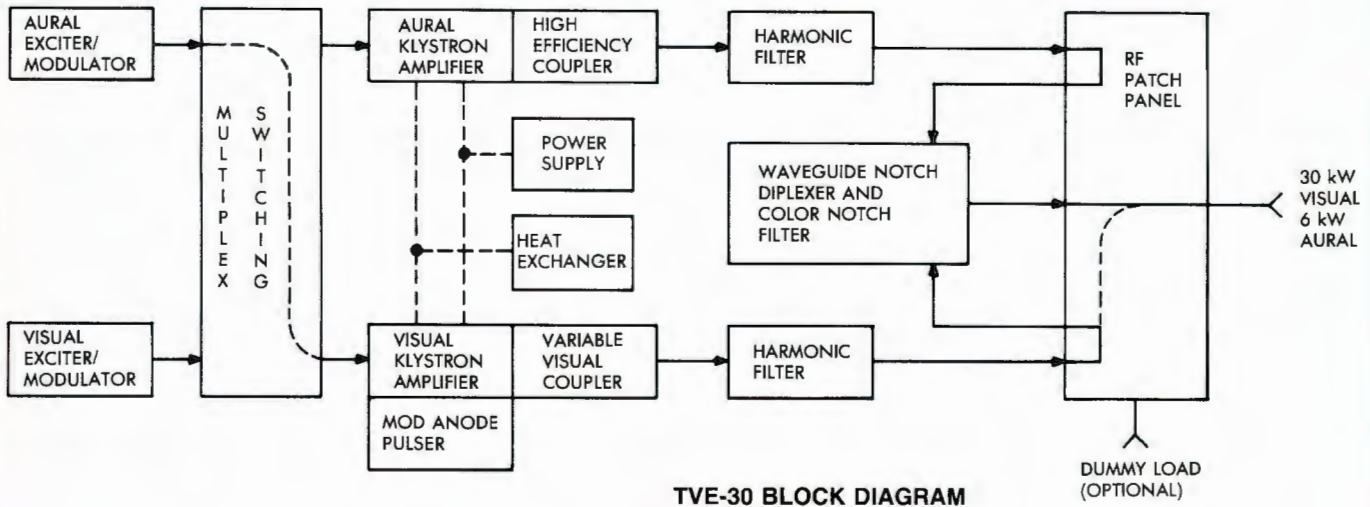 AURAL
EXCITER/
MODULATOR
MULTIPLEX
SWITCHING
AURAL
KLYSTRON
AMPLIFIER
HIGH
EFFICIENCY
COUPLER
HARMONIC
FILTER
RF
PATCH
PANEL
POWER
SUPPLY
HEAT
EXCHANGER
WAVEGUIDE NOTCH
DIPLEXER AND
COLOR NOTCH
FILTER
30 kW
VISUAL
6 kW
AURAL
VISUAL
EXCITER/
MODULATOR
VISUAL
KLYSTRON
AMPLIFIER
VARIABLE
VISUAL
COUPLER
HARMONIC
FILTER
MOD ANODE
PULSER
DUMMY LOAD
(OPTIONAL)
TVE-30 BLOCK DIAGRAM